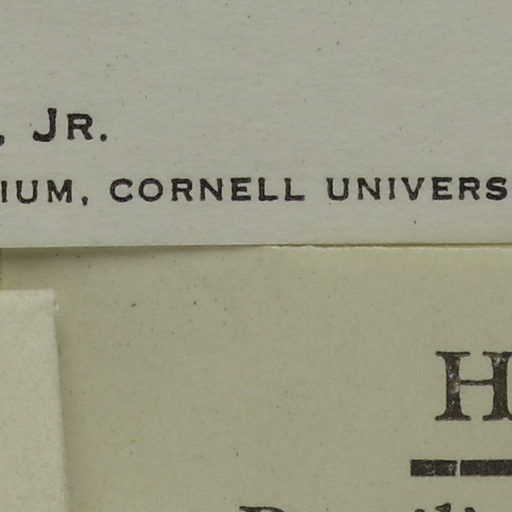 , JR.
IUM, CORNELL UNIVERS
H